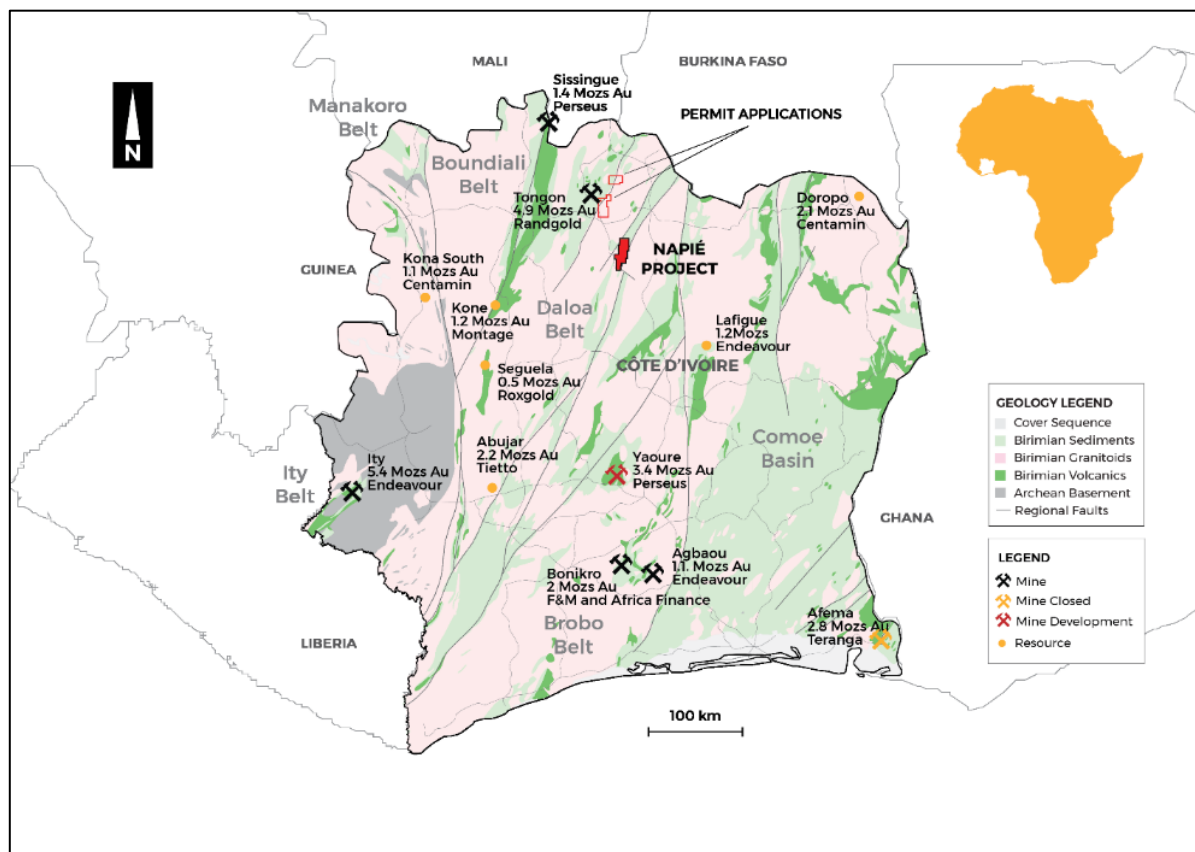 MALI
BURKINA FASO
Sissingue
1.4 Mozs Au
Perseus
Manakoro
Belt
PERMIT APPLICATIONS
N
Boundiali
Belt
Tongon
4.9 Mozs Au
Randgold
Doropo
2.1 Mozs Au
Centamin
NAPIÉ
PROJECT
GUINEA
Kona South
1.1 Mozs Au
Centamin
Kone
1.2 Mozs Au
Montage
Daloa
Belt
Lafigue
1.2Mozs
Endeavour
CÔTE D'IVOIRE
Seguela
0.5 Mozs Au
Roxgold
GEOLOGY LEGEND
Cover Sequence
Birimian Sediments
Birimian Granitoids
Birimian Volcanics
Archean Basement
Regional Faults
Abujar
2.2 Mozs Au
Tietto
Comoe
Basin
Ity
Belt
Ity
5.4 Mozs Au
Endeavour
Yaoure
3.4 Mozs Au
Perseus
GHANA
LEGEND
Mine
Mine Closed
Mine Development
Resource
Agbaou
1.1. Mozs Au
Endeavour
Bonikro
2 Mozs Au
F&M and Africa Finance
Brobo
Belt
Afema
2.8 Mozs Au
Teranga
LIBERIA
100 km